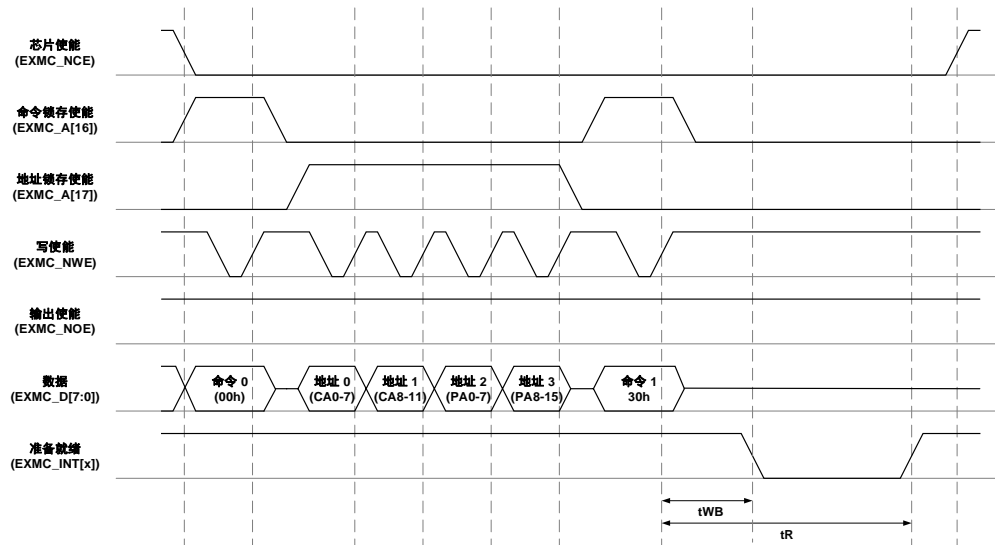 芯片使能
(EXMC_NCE)
命令锁存使能
(EXMC_A[16])
地址锁存使能
(EXMC_A[17])
写使能
(EXMC_NWE)
输出使能
(EXMC_NOE)
数据
(EXMC_D[7:0])
命令 0
(00h)
地址 0
(CA0-7)
地址 1
(CA8-11)
地址 2
(PA0-7)
地址 3
(PA8-15)
命令 1
30h
准备就绪
(EXMC_INT[x])
tWB
tR